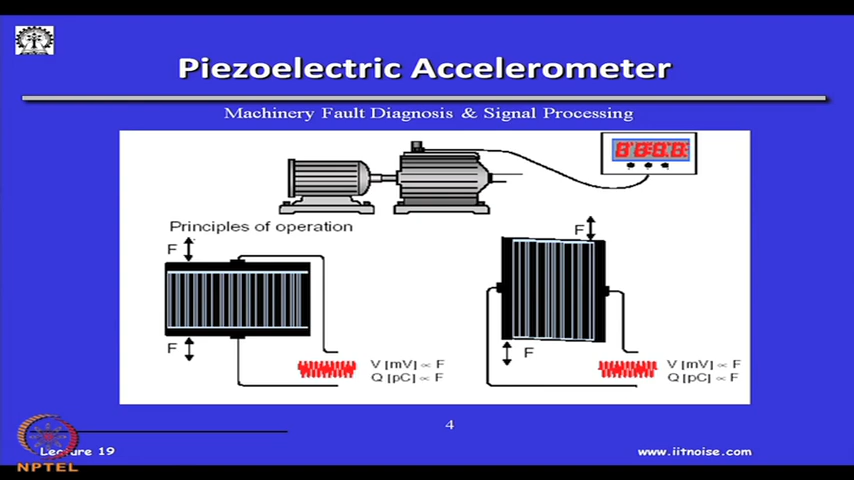 Piezoelectric Accelerometer
Machinery Fault Diagnosis & Signal Processing
8888
Principles of operation
F
F
V [mV] ∝ F
Q [pC] ∝ F
F
F
V [mV] ∝ F
Q [pC] ∝ F
4
Lecture 19
www.iitnoise.com
NPTEL